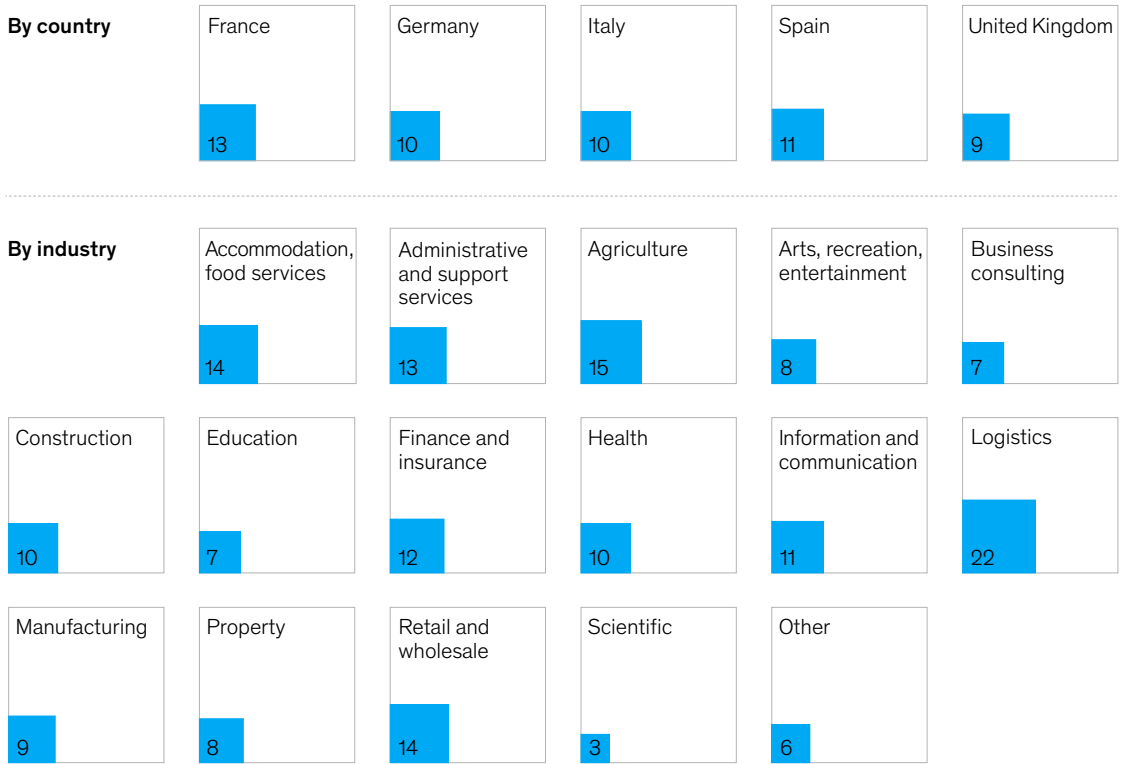 By country
France
13
Germany
10
Italy
10
Spain
11
United Kingdom
9
By industry
Accommodation,
food services
14
Administrative
and support
services
13
Agriculture
15
Arts, recreation,
entertainment
8
Business
consulting
7
Construction
10
Education
7
Finance and
insurance
12
Health
10
Information and
communication
11
Logistics
22
Manufacturing
9
Property
8
Retail and
wholesale
14
Scientific
3
Other
6